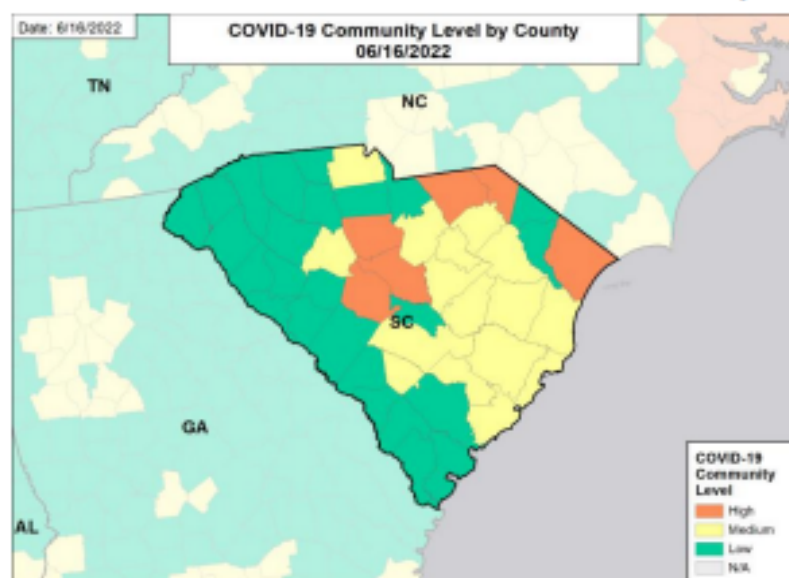 Date: 6/16/2022
COVID-19 Community Level by County
06/16/2022
TN
NC
SC
GA
AL
COVID-19
Community
Level
High
Medium
Low
N/A